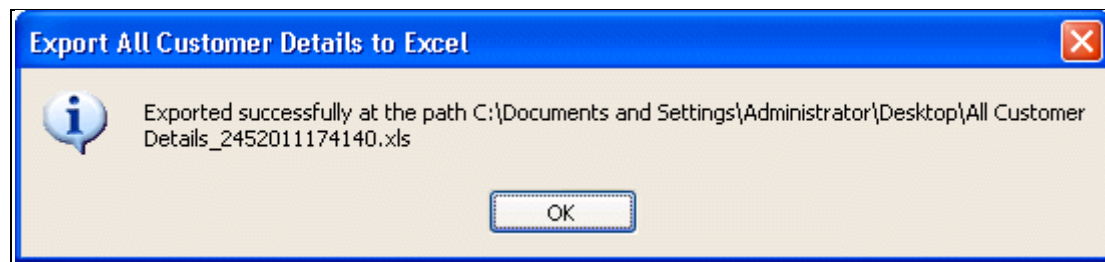 Export All Customer Details to Excel
Exported successfully at the path C:\Documents and Settings\Administrator\Desktop\All Customer
Details_2452011174140.xls
OK